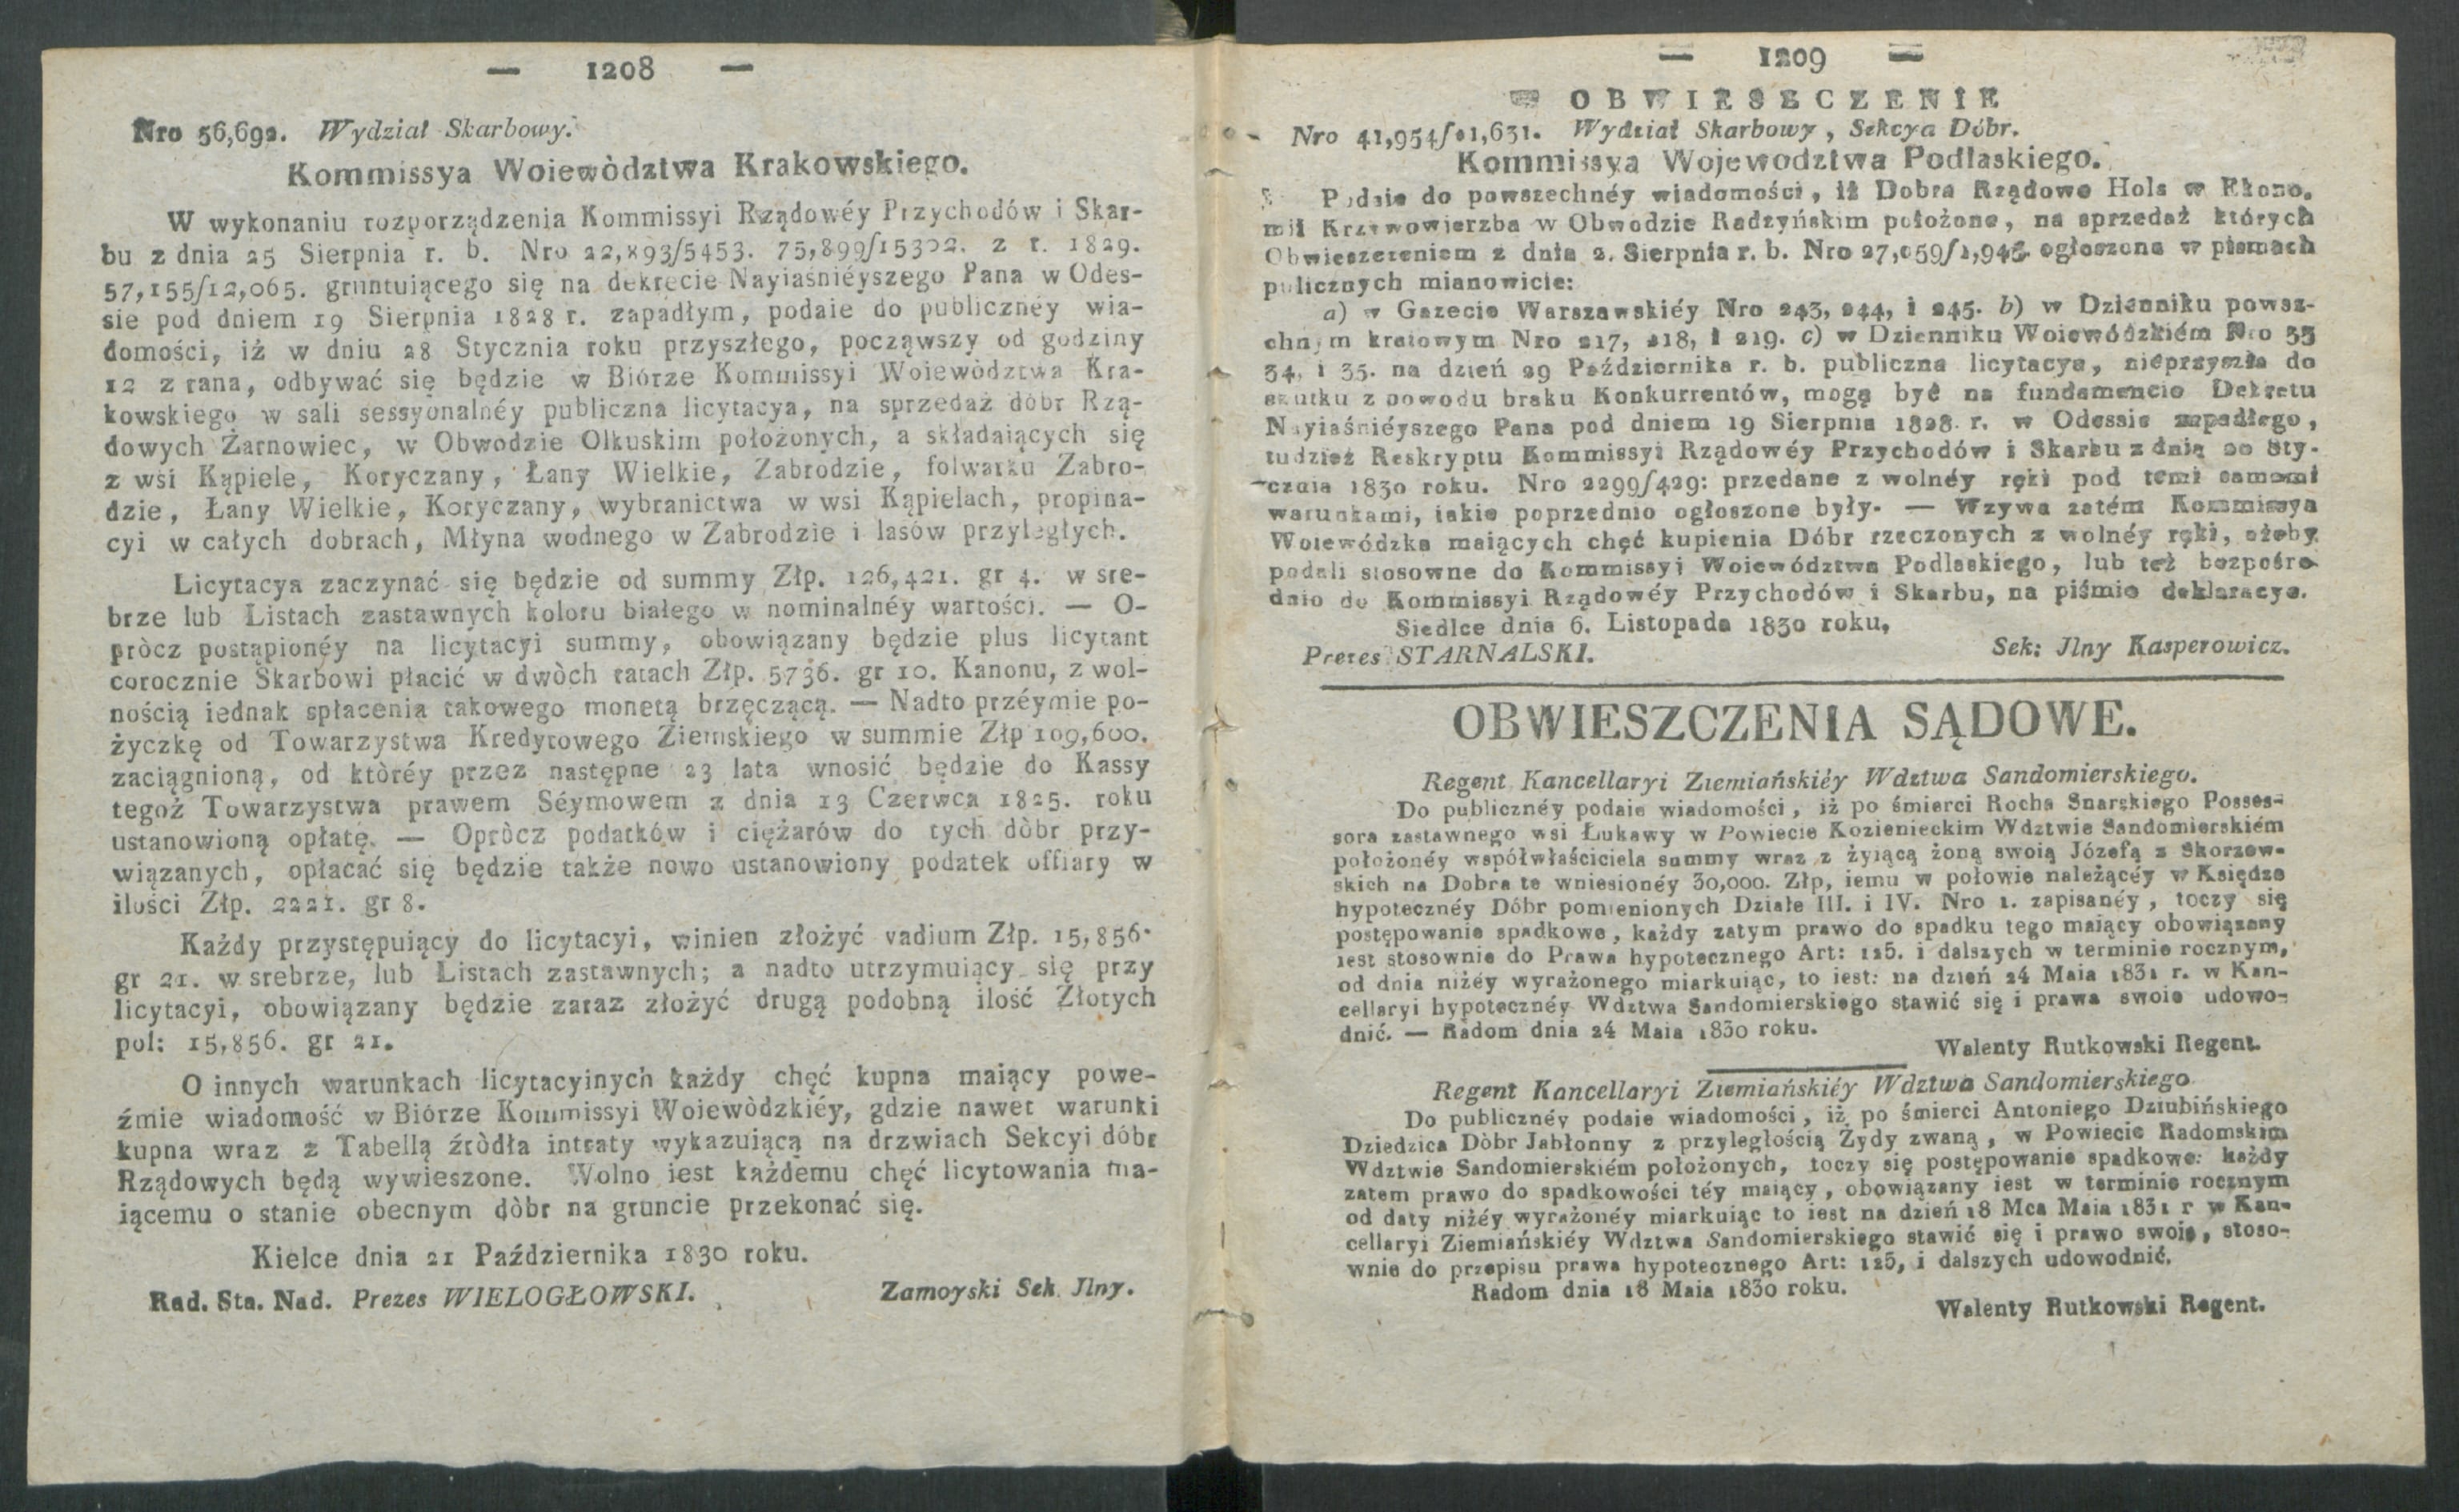 — 1208 —
Nro 56,692. Wydział Skarbowy.
Kommissya Woiewòdztwa Krakowskiego.
W wykonaniu rozporządzenia Kommissyi Rządowéy Przychodów i Skar-
bu z dnia 25 Sierpnia r. b. Nro 22,893/5453. 75,899/15302. z r. 1829.
57,155/12,065. gruntuiącego się na dekrecie Nayiaśniéyszego Pana w Odes-
sie pod dniem 19 Sierpnia 1828 r. zapadłym, podaie do publicznéy wia-
domości, iż w dniu 28 Stycznia roku przyszłego, począwszy od godziny
12 z rana, odbywać się będzie w Biórze Kommissyi Woiewòdztwa Kra-
kowskiego w sali sessyonalnéy publiczna licytacya, na sprzedaż dòbr Rzą-
dowych Żarnowiec, w Obwodzie Olkuskim położonych, a składaiących się
z wsi Kąpiele, Koryczany, Łany Wielkie, Zabrodzie, folwarku Zabro-
dzie, Łany Wielkie, Koryczany, wybranictwa w wsi Kąpielach, propina-
cyi w całych dobrach, Młyna wodnego w Zabrodzie i lasów przyległych.
Licytacya zaczynać się będzie od summy Złp. 126,421. gr 4. w sre-
brze lub Listach zastawnych koloru białego w nominalnéy wartości. — O-
pròcz postąpionéy na licytacyi summy, obowiązany będzie plus licytant
corocznie Skarbowi płacić w dwòch ratach Złp. 5736. gr 10. Kanonu, z wol-
nością iednak spłacenia takowego monetą brzęczącą. — Nadto przéymie po-
życzkę od Towarzystwa Kredytowego Ziemskiego w summie Złp 109,600.
zaciągnioną, od któréy przez następne 23 lata wnosić będzie do Kassy
tegoż Towarzystwa prawem Séymowem z dnia 13 Czerwca 1825. roku
ustanowioną opłatę. — Opròcz podatków i ciężarów do tych dòbr przy-
wiązanych, opłacać się będzie także nowo ustanowiony podatek offiary w
ilości Złp. 2221. gr 8.
Każdy przystępuiący do licytacyi, winien złożyć vadium Złp. 15,856.
gr 21. w srebrze, lub Listach zastawnych; a nadto utrzymuiący się przy
licytacyi, obowiązany będzie zaraz złożyć drugą podobną ilość Złotych
pol: 15,856. gr 21.
O innych warunkach licytacyinych każdy chęć kupna maiący powe-
źmie wiadomość w Biórze Kommissyi Woiewòdzkiéy, gdzie nawet warunki
kupna wraz z Tabellą źròdła intraty wykazuiącą na drzwiach Sekcyi dóbr
Rządowych będą wywieszone. Wolno iest każdemu chęć licytowania ma-
iącemu o stanie obecnym dòbr na gruncie przekonać się.
Kielce dnia 21 Października 1830 roku.
Rad. Sta. Nad. Prezes WIELOGŁOWSKI. Zamoyski Sek Jlny.
— 1209 —
OBWIESZCZENIE
Nro 41,954/21,631. Wydział Skarbowy, Sekcya Dóbr.
Kommissya Wojewodztwa Podlaskiego.
Podaie do powszechnéy wiadomości, iż Dobra Rządowe Hola w Ekono.
mii Krzywowierzba w Obwodzie Radzyńskim położone, na sprzedaż których
Obwieszczeniem z dnia 2. Sierpnia r. b. Nro 27,059/1,945. ogłoszone w pismach
pulicznych mianowicie:
a) w Gazecie Warszawskiéy Nro 243, 244, i 245. b) w Dzienniku powsz-
chnym kraiowym Nro 217, 218, i 219. c) w Dzienniku Woiewódzkiém Nro 33
34, i 35. na dzień 29 Października r. b. publiczna licytacya, nieprzyszła do
skutku z powodu braku Konkurrentów, mogą być na fundamencie Dekretu
Nayiaśniéyszego Pana pod dniem 19 Sierpnia 1828. r. w Odessie zapadłego,
tudzież Reskryptu Kommissyi Rządowéy Przychodów i Skarbu z dnia 20 Sty-
cznia 1830 roku. Nro 2299/429: przedane z wolnéy ręki pod temi samemi
warunkami, iakie poprzednio ogłoszone były. — Wzywa zatém Kommissya
Woiewódzka maiących chęć kupienia Dóbr rzeczonych z wolnéy ręki, ażeby
podali stosowne do Kommissyi Woiewództwa Podlaskiego, lub też bezpośre-
dnio do Kommissyi Rządowéy Przychodów i Skarbu, na piśmie deklaracye.
Siedlce dnia 6. Listopada 1830 roku,
Prezes STARNALSKI. Sek: Jlny Kasperowicz.
OBWIESZCZENIA SĄDOWE.
Regent Kancellaryi Ziemiańskiéy Wdztwa Sandomierskiego.
Do publicznéy podaie wiadomości, iż po śmierci Rocha Snarskiego Posses-
sora zastawnego wsi Łukawy w Powiecie Kozienieckim Wdztwie Sandomierskiém
położonéy współwłaściciela summy wraz z żyiącą żoną swoią Józefą z Skorzew-
skich na Dobra te wniesionéy 30,000. Złp, iemu w połowie należącéy w Księdze
hypotecznéy Dóbr pomienionych Dziale III. i IV. Nro 1. zapisanéy, toczy się
postępowanie spadkowe, każdy zatym prawo do spadku tego maiący obowiązany
iest stosownie do Prawa hypotecznego Art: 125. i dalszych w terminie rocznym,
od dnia niżéy wyrażonego miarkuiąc, to iest: na dzień 24 Maia 1831 r. w Kan-
cellaryi hypotecznéy Wdztwa Sandomierskiego stawić się i prawa swoie udowo-
dnić. — Radom dnia 24 Maia 1830 roku.
Walenty Rutkowski Regent.
Regent Kancellaryi Ziemiańskiéy Wdztwa Sandomierskiego
Do publicznéy podaie wiadomości, iż po śmierci Antoniego Dziubińskiego
Dziedzica Dòbr Jabłonny z przyległością Żydy zwaną, w Powiecie Radomskim
Wdztwie Sandomierskiém położonych, toczy się postępowanie spadkowe: każdy
zatem prawo do spadkowości téy maiący, obowiązany iest w terminie rocznym
od daty niżéy wyrażonéy miarkuiąc to iest na dzień 18 Mca Maia 1831 r w Kan-
cellaryi Ziemiańskiéy Wdztwa Sandomierskiego stawić się i prawo swoie, stoso-
wnie do przepisu prawa hypotecznego Art: 125, i dalszych udowodnić.
Radom dnia 18 Maia 1830 roku.
Walenty Rutkowski Regent.